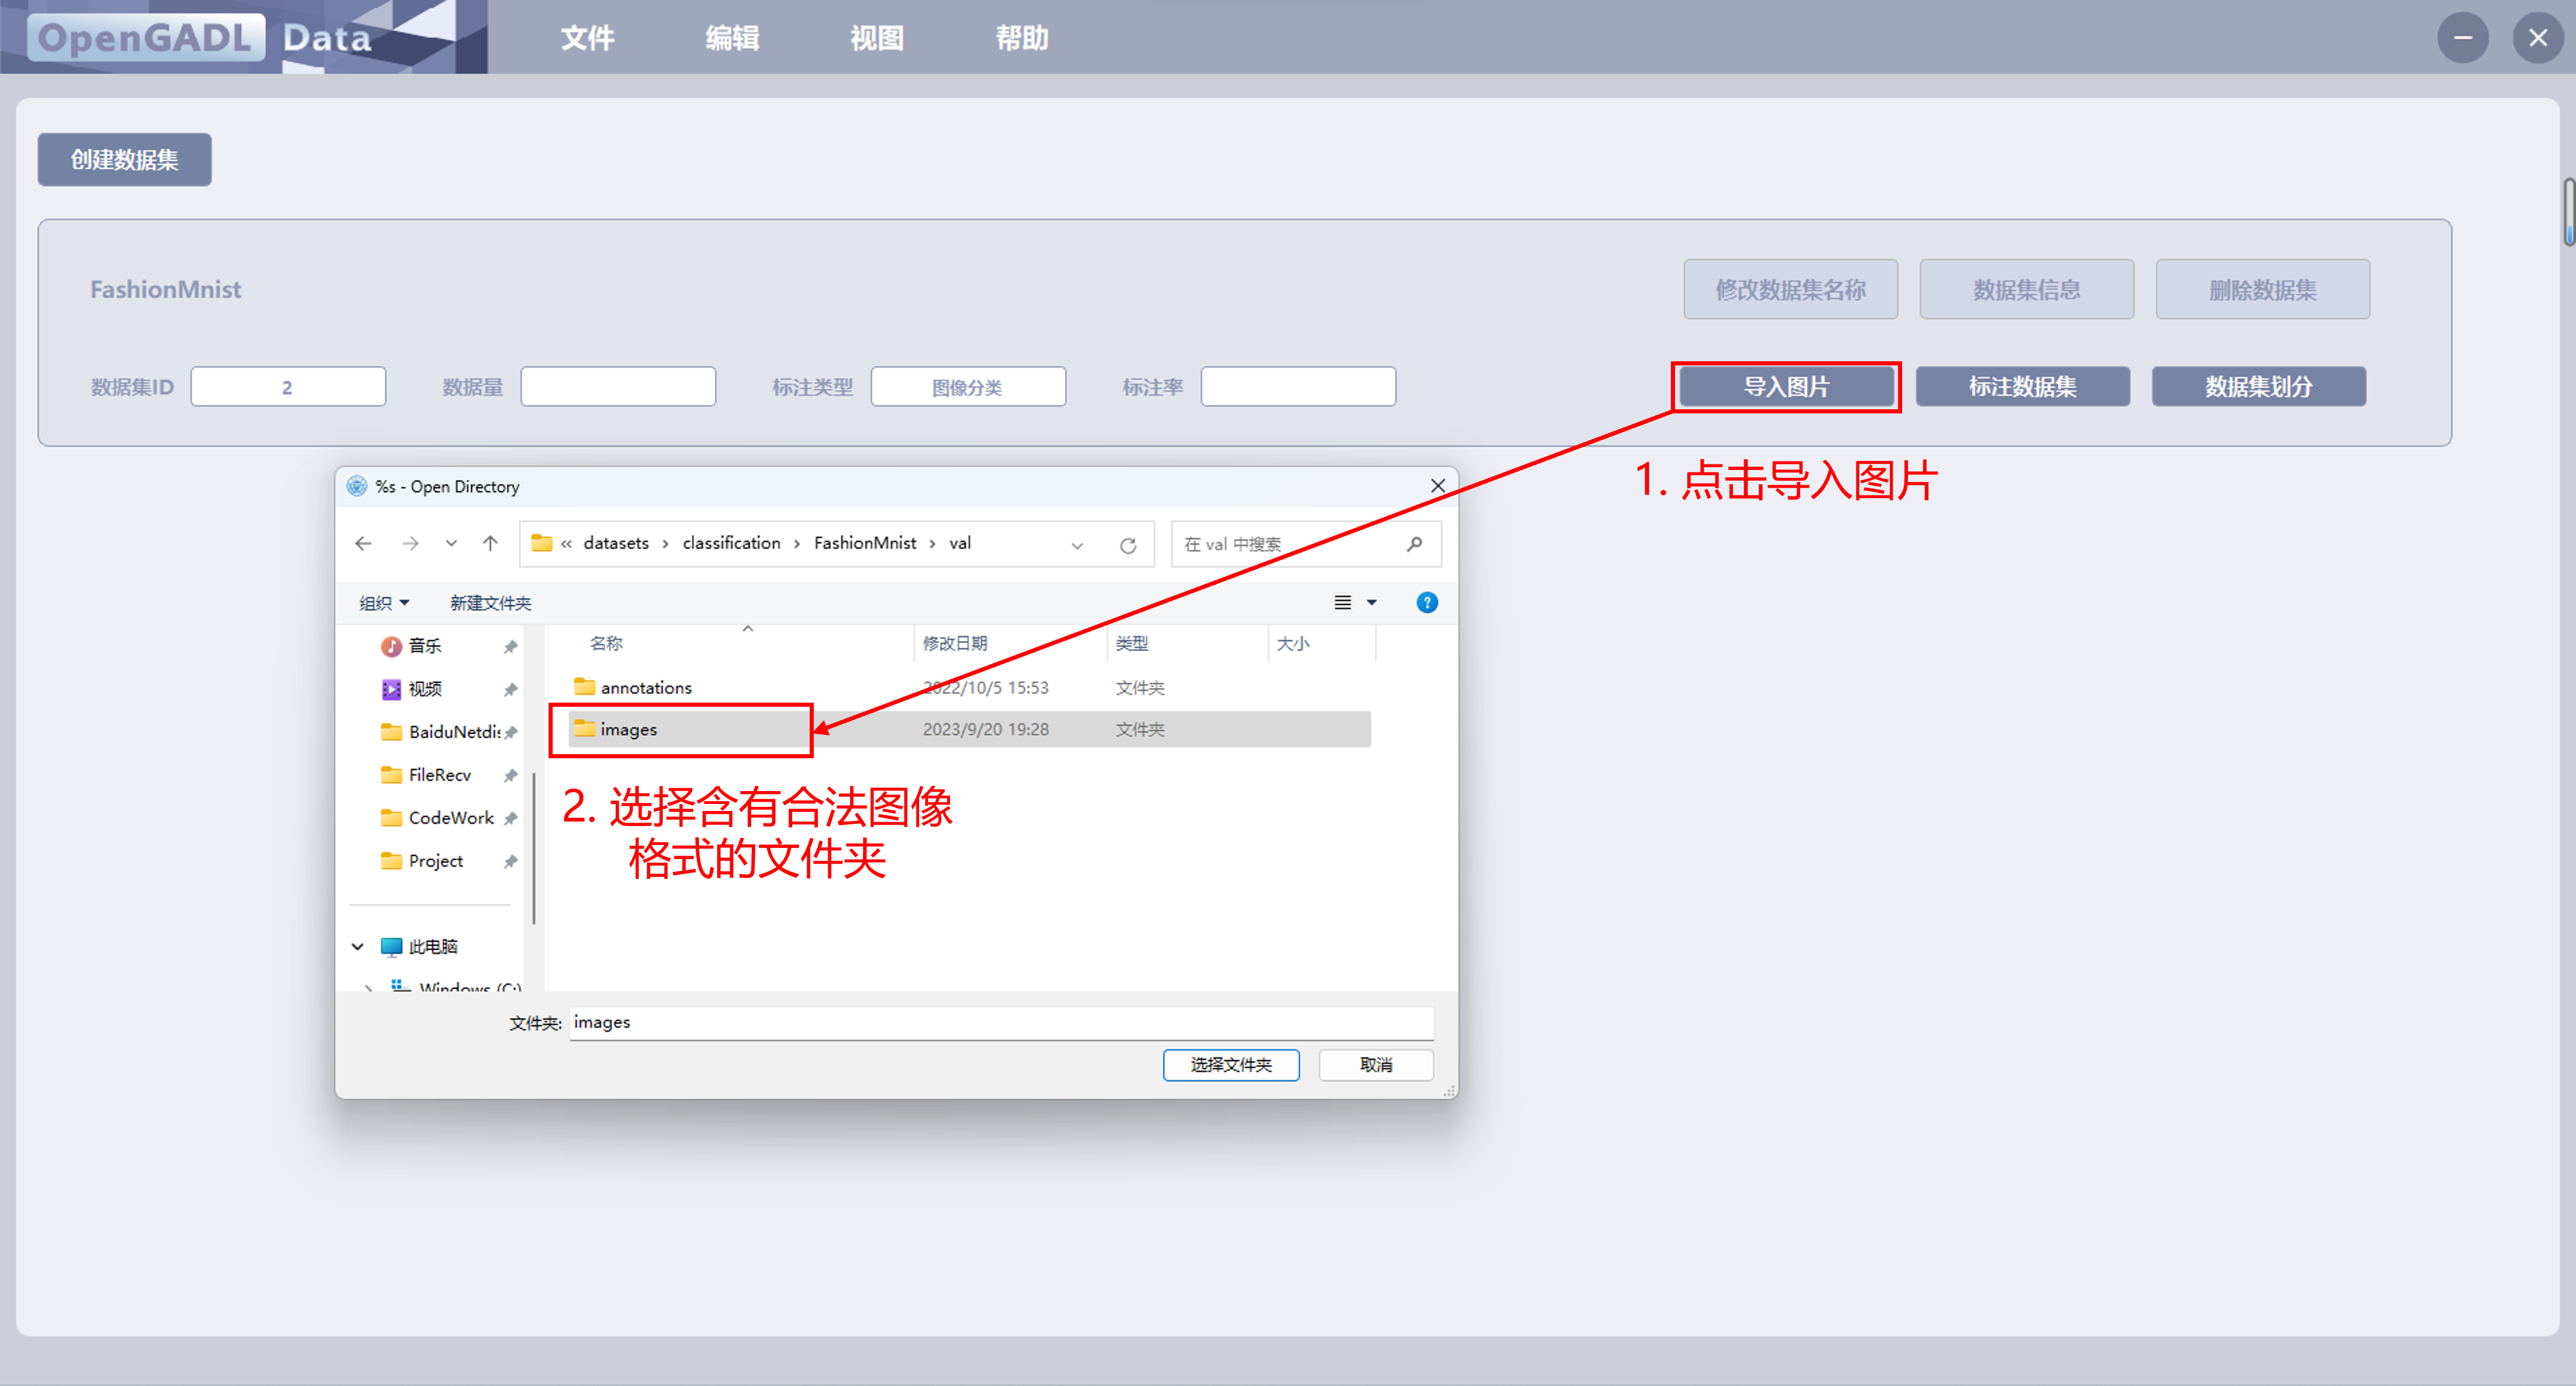 OpenGADL Data 文件 编辑 视图 帮助
创建数据集
FashionMnist 修改数据集名称 数据集信息 删除数据集
数据集ID 2 数据量 标注类型 图像分类 标注率 导入图片 标注数据集 数据集划分
1. 点击导入图片
%s - Open Directory
« datasets › classification › FashionMnist › val 在 val 中搜索
组织 新建文件夹
名称 修改日期 类型 大小
音乐
视频
BaiduNetdis
FileRecv
CodeWork
Project
此电脑
Windows (C:)
annotations 2022/10/5 15:53 文件夹
images 2023/9/20 19:28 文件夹
2. 选择含有合法图像
格式的文件夹
文件夹: images
选择文件夹 取消